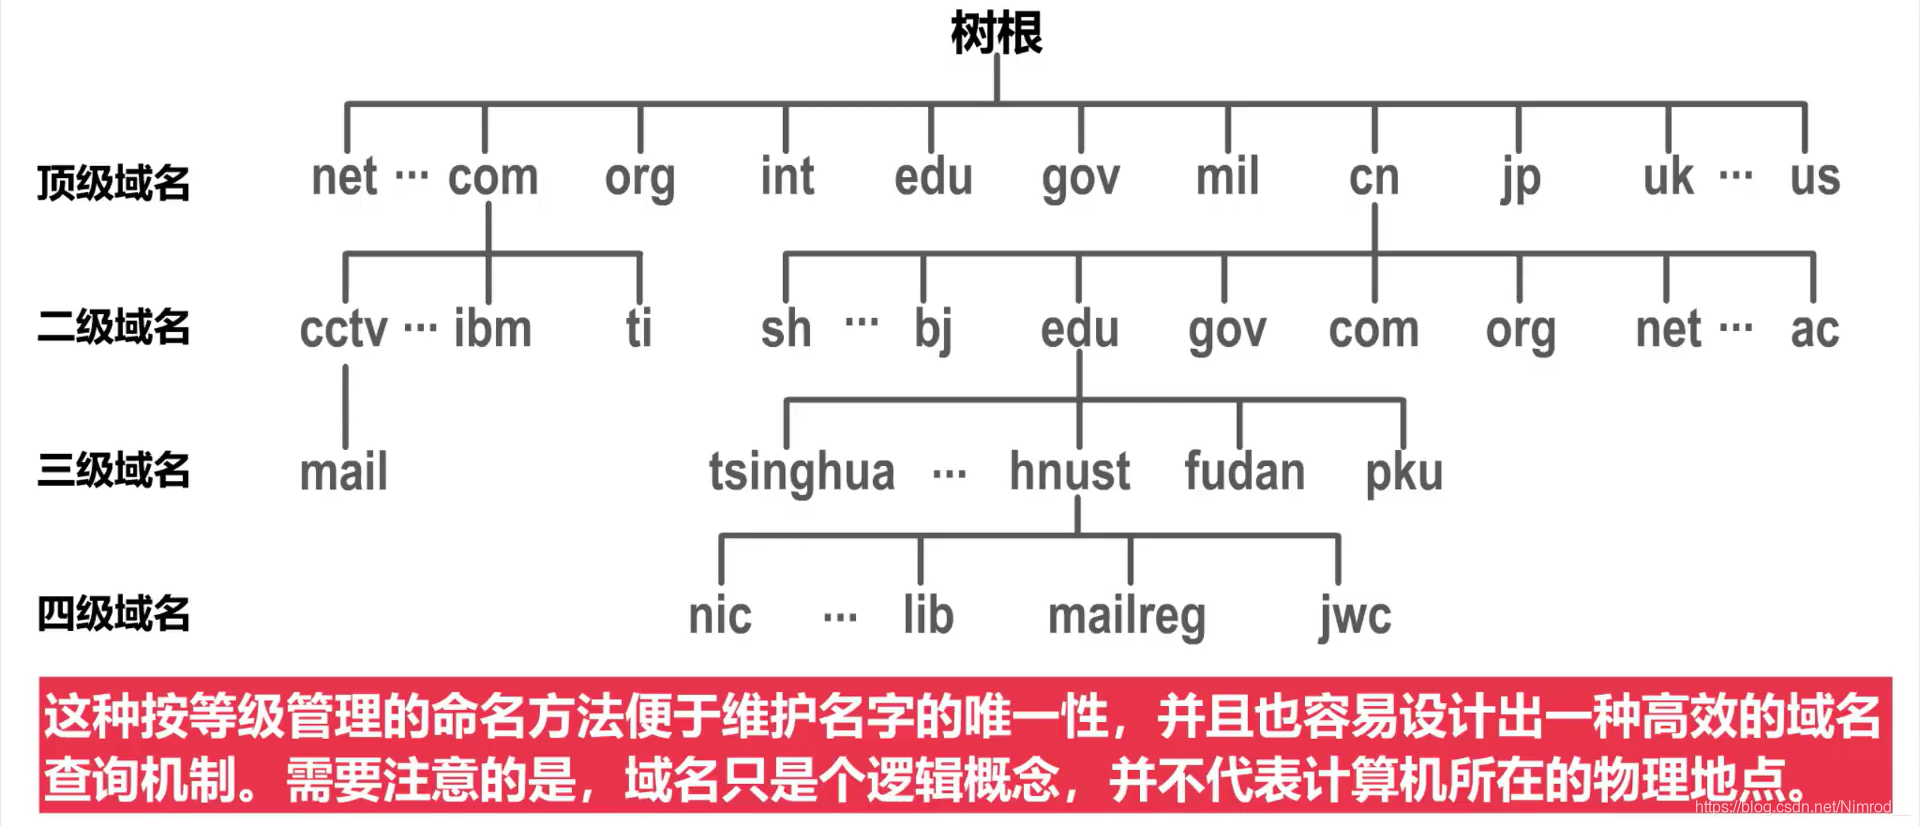 树根
顶级域名 net ··· com org int edu gov mil cn jp uk ··· us
二级域名 cctv ··· ibm ti sh ··· bj edu gov com org net ··· ac
三级域名 mail tsinghua ··· hnust fudan pku
四级域名 nic ··· lib mailreg jwc
这种按等级管理的命名方法便于维护名字的唯一性，并且也容易设计出一种高效的域名
查询机制。需要注意的是，域名只是个逻辑概念，并不代表计算机所在的物理地点。
https://blog.csdn.net/Nimrod